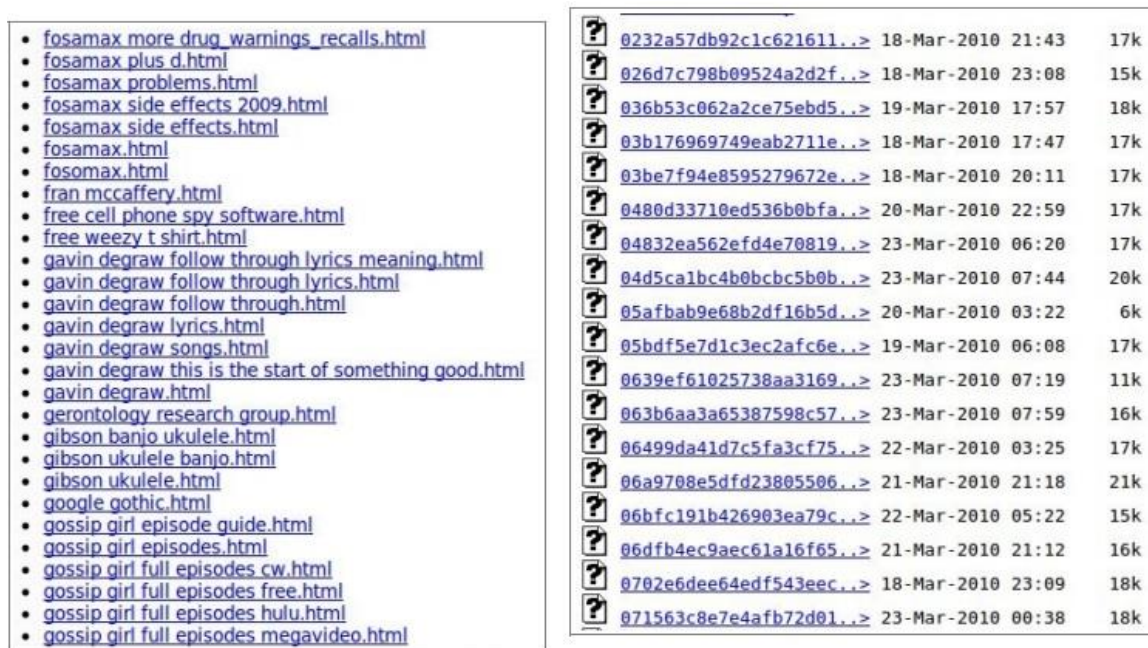 fosamax more drug_warnings_recalls.html
fosamax plus d.html
fosamax problems.html
fosamax side effects 2009.html
fosamax side effects.html
fosamax.html
fosomax.html
fran mccaffery.html
free cell phone spy software.html
free weezy t shirt.html
gavin degraw follow through lyrics meaning.html
gavin degraw follow through lyrics.html
gavin degraw follow through.html
gavin degraw lyrics.html
gavin degraw songs.html
gavin degraw this is the start of something good.html
gavin degraw.html
gerontology research group.html
gibson banjo ukulele.html
gibson ukulele banjo.html
gibson ukulele.html
google gothic.html
gossip girl episode guide.html
gossip girl episodes.html
gossip girl full episodes cw.html
gossip girl full episodes free.html
gossip girl full episodes hulu.html
gossip girl full episodes megavideo.html
0232a57db92c1c621611..> 18-Mar-2010 21:43 17k
026d7c798b09524a2d2f..> 18-Mar-2010 23:08 15k
036b53c062a2ce75ebd5..> 19-Mar-2010 17:57 18k
03b176969749eab2711e..> 18-Mar-2010 17:47 17k
03be7f94e8595279672e..> 18-Mar-2010 20:11 17k
0480d33710ed536b0bfa..> 20-Mar-2010 22:59 17k
04832ea562efd4e70819..> 23-Mar-2010 06:20 17k
04d5ca1bc4b0bcbc5b0b..> 23-Mar-2010 07:44 20k
05afbab9e68b2df16b5d..> 20-Mar-2010 03:22 6k
05bdf5e7d1c3ec2afc6e..> 19-Mar-2010 06:08 17k
0639ef61025738aa3169..> 23-Mar-2010 07:19 11k
063b6aa3a65387598c57..> 23-Mar-2010 07:59 16k
06499da41d7c5fa3cf75..> 22-Mar-2010 03:25 17k
06a9708e5dfd23805506..> 21-Mar-2010 21:18 21k
06bfc191b426903ea79c..> 22-Mar-2010 05:22 15k
06dfb4ec9aec61a16f65..> 21-Mar-2010 21:12 16k
0702e6dee64edf543eec..> 18-Mar-2010 23:09 18k
071563c8e7e4afb72d01..> 23-Mar-2010 00:38 18k